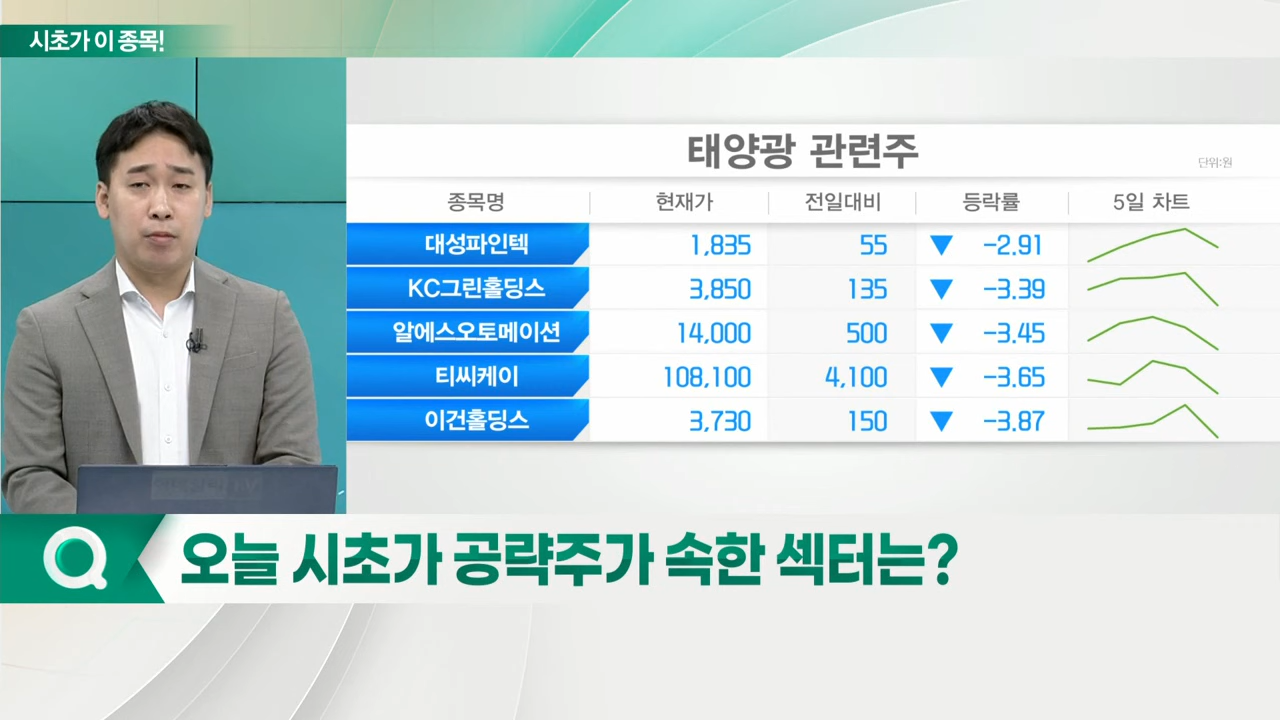 시초가 이 종목!
태양광 관련주
단위:원
종목명 현재가 전일대비 등락률 5일 차트
대성파인텍 1,835 55 ▼ -2.91
KC그린홀딩스 3,850 135 ▼ -3.39
알에스오토메이션 14,000 500 ▼ -3.45
티씨케이 108,100 4,100 ▼ -3.65
이건홀딩스 3,730 150 ▼ -3.87
오늘 시초가 공략주가 속한 섹터는?